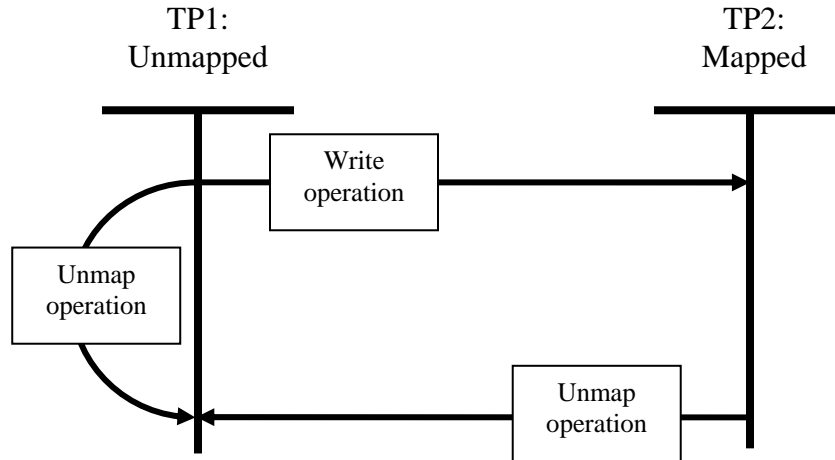 TP1:
Unmapped
TP2:
Mapped
Write
operation
Unmap
operation
Unmap
operation